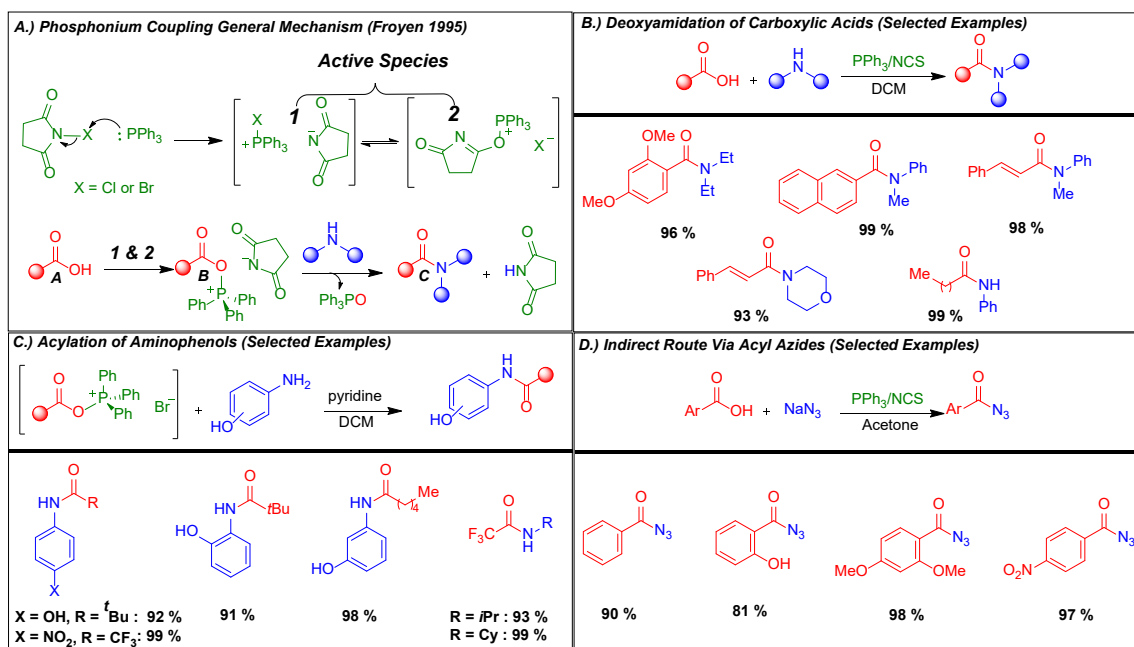 A.) Phosphonium Coupling General Mechanism (Froyen 1995)
Active Species
O
N
X
O
:PPh3
X = Cl or Br
X
+PPh3
1
O
N
O
2
PPh3
+
O
N
O
X−
O
OH
A
1 & 2
O
B
O
P
+
Ph
Ph
Ph
O
N
O
H
N
Ph3PO
O
N
C
+
O
HN
O
B.) Deoxyamidation of Carboxylic Acids (Selected Examples)
O
OH
+
H
N
PPh3/NCS
DCM
O
N
OMe
O
N
Et
Et
MeO
96 %
O
N
Ph
Me
99 %
Ph
O
N
Ph
Me
98 %
Ph
O
N
O
93 %
Me
O
NH
Ph
99 %
C.) Acylation of Aminophenols (Selected Examples)
O
O
P
+
Ph
Ph
Ph
Br−
+
NH2
HO
pyridine
DCM
H
N
O
HO
O
HN
R
X
X = OH, R = tBu : 92 %
X = NO2, R = CF3: 99 %
O
HN
tBu
HO
91 %
O
HN
4
Me
HO
98 %
O
F3C
N
H
R
R = iPr : 93 %
R = Cy : 99 %
D.) Indirect Route Via Acyl Azides (Selected Examples)
O
Ar
OH
+
NaN3
PPh3/NCS
Acetone
O
Ar
N3
O
N3
90 %
O
N3
OH
81 %
O
N3
MeO
OMe
98 %
O
N3
O2N
97 %